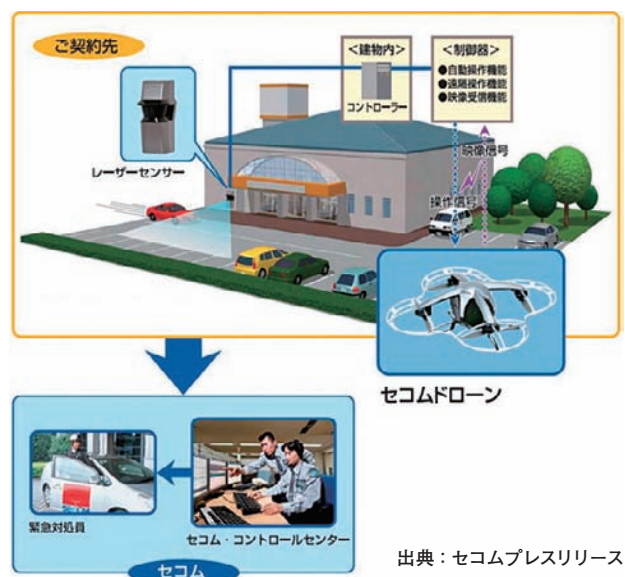 ご契約先
<建物内>
コントローラー
<制御器>
●自動操作機能
●遠隔操作機能
●映像受信機能
レーザーセンサー
映像信号
操作信号
セコムドローン
緊急対処員
セコム・コントロールセンター
セコム
出典：セコムプレスリリース